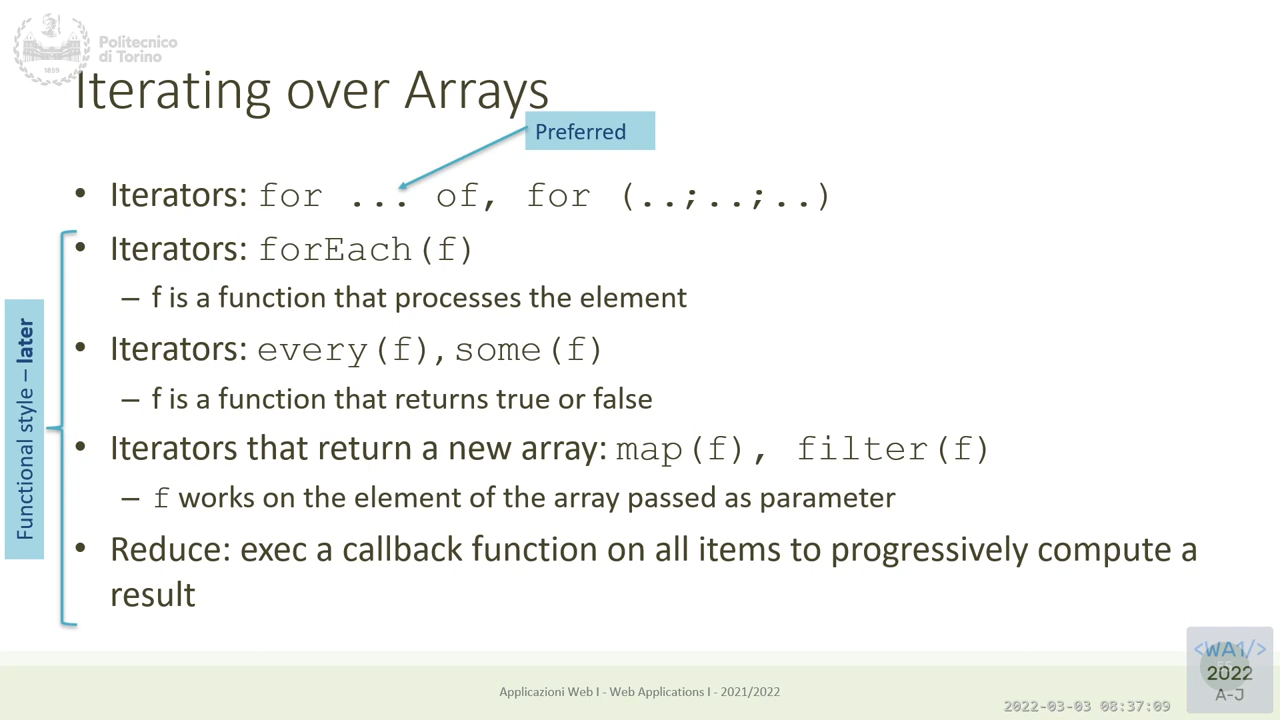 Politecnico
di Torino
1859
Iterating over Arrays
Preferred
• Iterators: for ... of, for (..;..;..)
• Iterators: forEach(f)
– f is a function that processes the element
• Iterators: every(f), some(f)
– f is a function that returns true or false
• Iterators that return a new array: map(f), filter(f)
– f works on the element of the array passed as parameter
• Reduce: exec a callback function on all items to progressively compute a
result
Functional style – later
Applicazioni Web I - Web Applications I - 2021/2022
<WA1/>
2022
A-J
2022-03-03 08:37:09